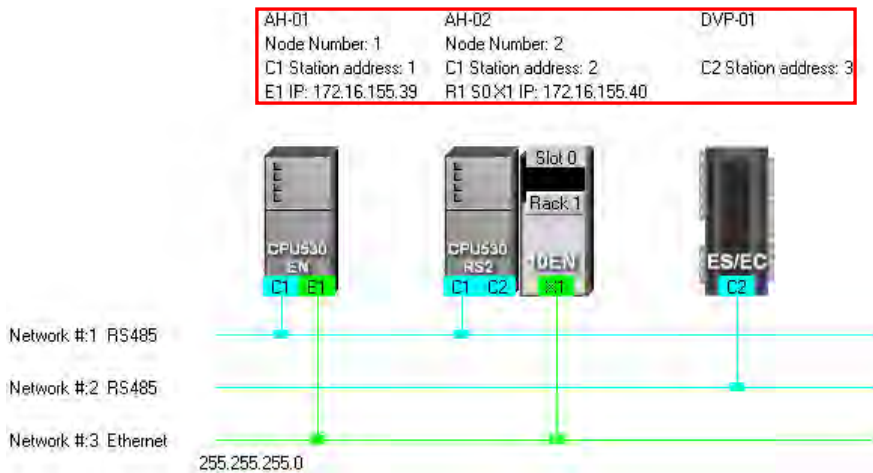 AH-01 AH-02 DVP-01
Node Number: 1 Node Number: 2
C1 Station address: 1 C1 Station address: 2 C2 Station address: 3
E1 IP: 172.16.155.39 R1 S0 X1 IP: 172.16.155.40
Slot 0
Rack 1
CPU530 EN
CPU530 RS2
10EN
ES/EC
C1 E1 C1 C2 X1 C2
Network #:1 RS485
Network #:2 RS485
Network #:3 Ethernet
255.255.255.0